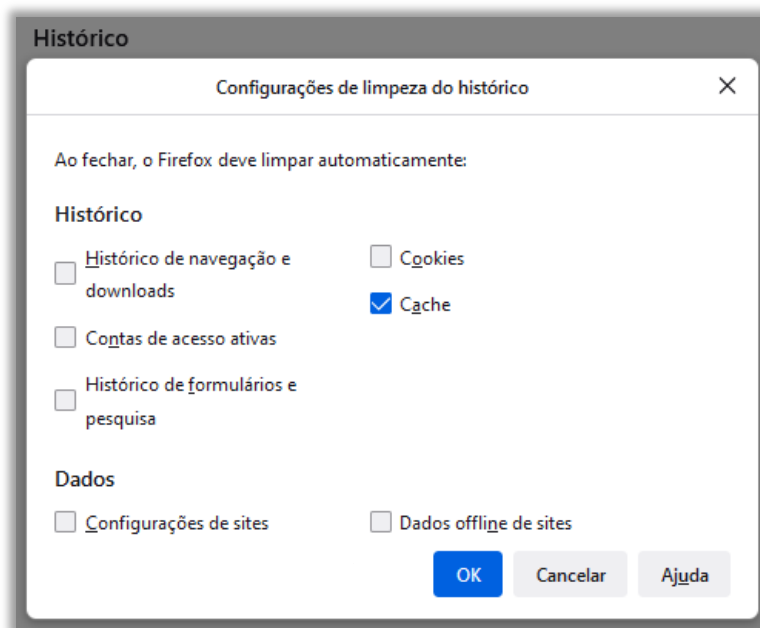 Histórico
Configurações de limpeza do histórico
Ao fechar, o Firefox deve limpar automaticamente:
Histórico
Histórico de navegação e
downloads
Cookies
Cache
Contas de acesso ativas
Histórico de formulários e
pesquisa
Dados
Configurações de sites
Dados offline de sites
OK
Cancelar
Ajuda